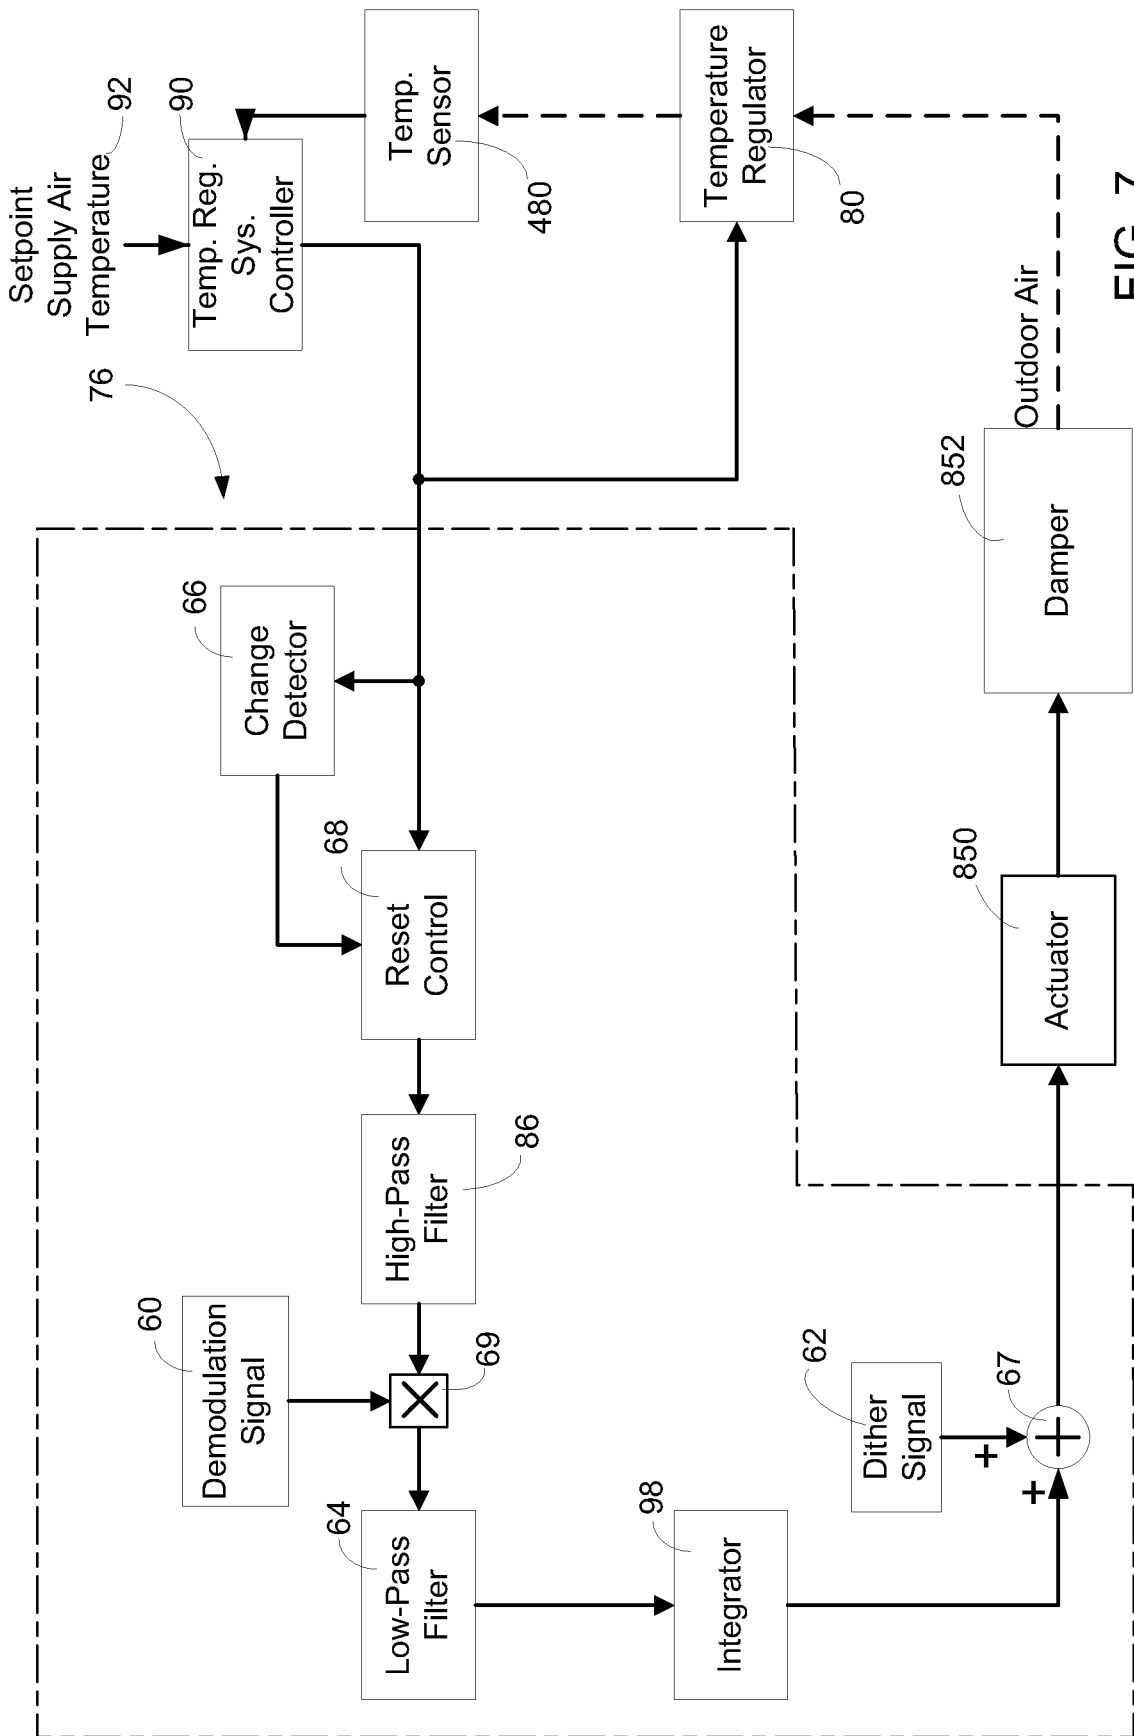 Setpoint
Supply Air
Temperature
92
90
Temp. Reg.
Sys.
Controller
Temp.
Sensor
480
Temperature
Regulator
80
76
66
Change
Detector
68
Reset
Control
High-Pass
Filter
86
60
Demodulation
Signal
69
64
Low-Pass
Filter
98
Integrator
62
Dither
Signal
+
+
67
850
Actuator
852
Damper
Outdoor Air
FIG. 7